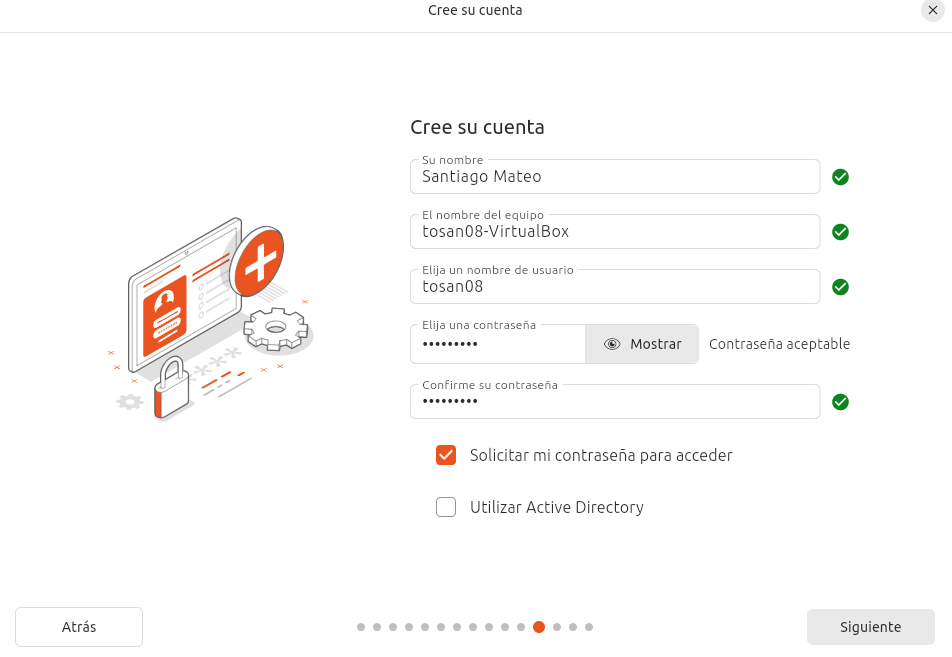 Cree su cuenta
Cree su cuenta
Su nombre
Santiago Mateo
El nombre del equipo
tosan08-VirtualBox
Elija un nombre de usuario
tosan08
Elija una contraseña
•••••••••
Mostrar
Contraseña aceptable
Confirme su contraseña
•••••••••
Solicitar mi contraseña para acceder
Utilizar Active Directory
Atrás
Siguiente